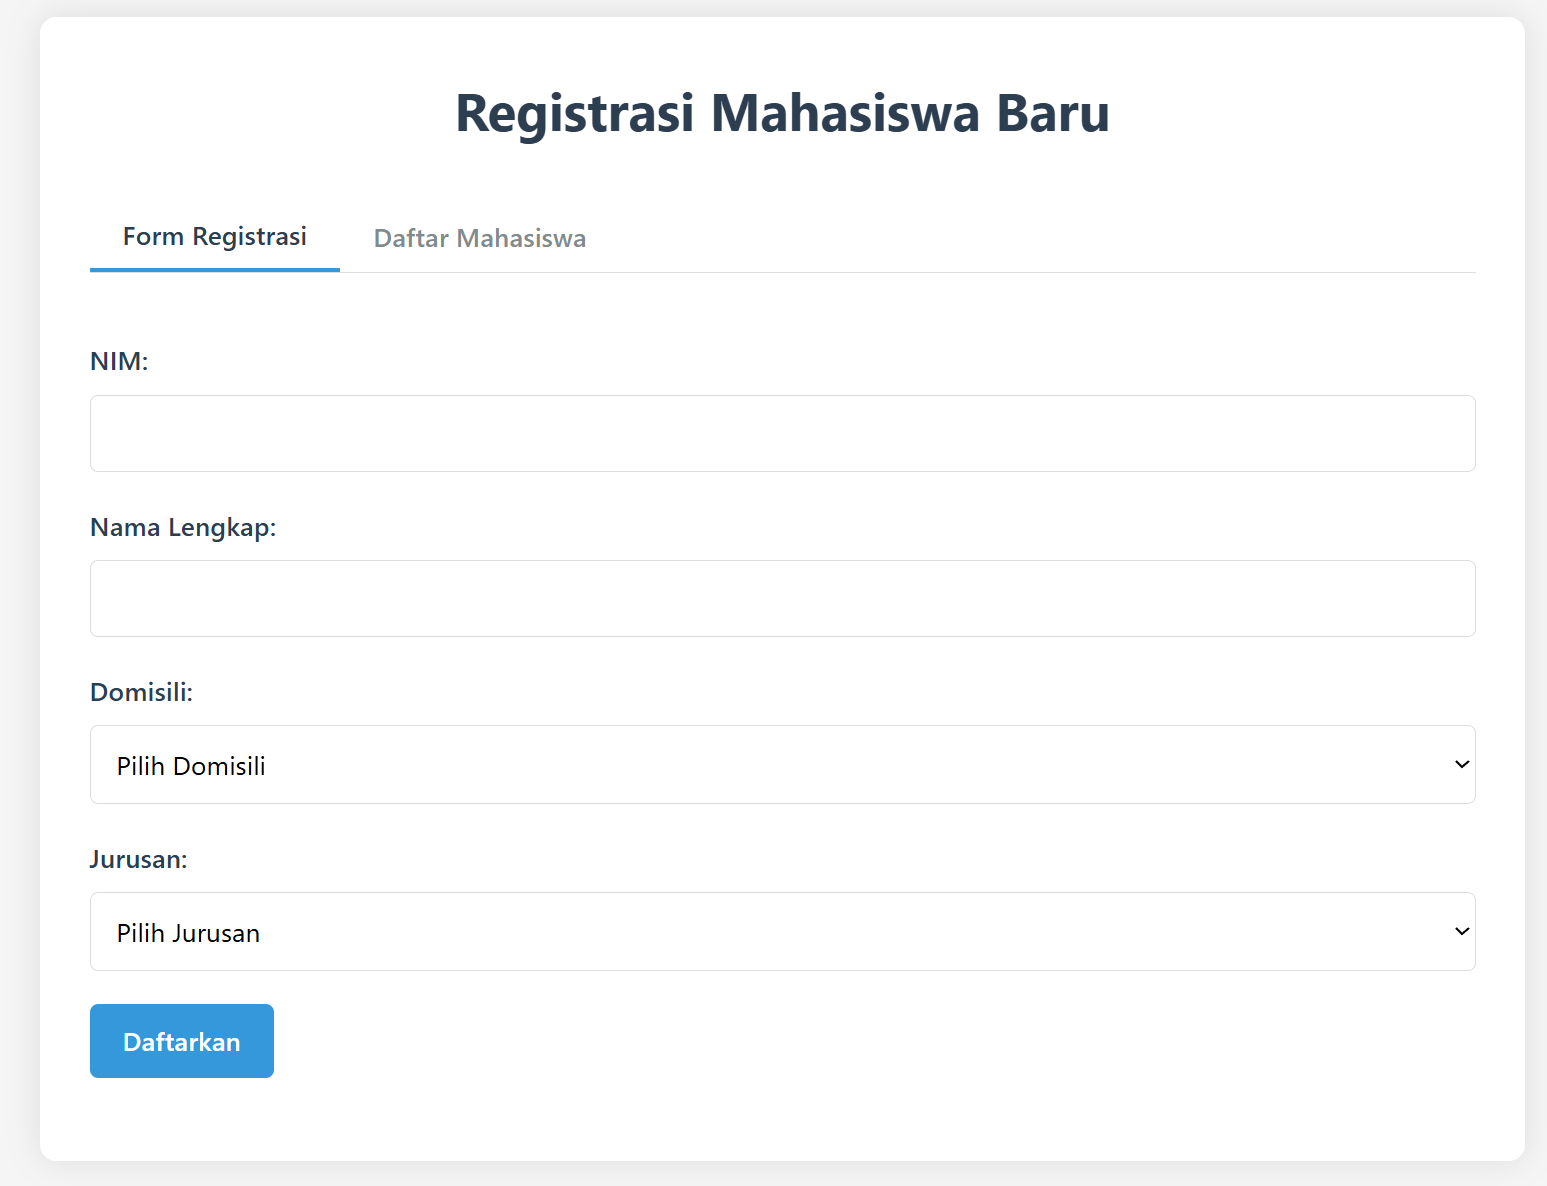 Registrasi Mahasiswa Baru
Form Registrasi
Daftar Mahasiswa
NIM:
Nama Lengkap:
Domisili:
Pilih Domisili
Jurusan:
Pilih Jurusan
Daftarkan